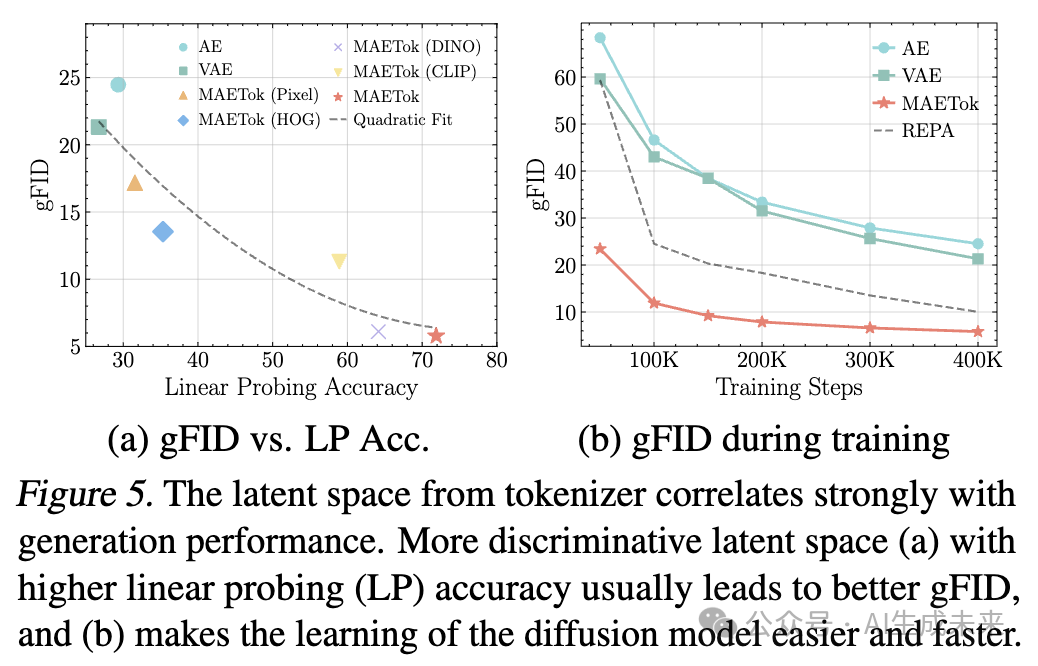 AE
VAE
MAETok (Pixel)
MAETok (HOG)
MAETok (DINO)
MAETok (CLIP)
MAETok
Quadratic Fit
gFID
25
20
15
10
5
30
40
50
60
70
80
Linear Probing Accuracy
(a) gFID vs. LP Acc.
AE
VAE
MAETok
REPA
gFID
60
50
40
30
20
10
100K
200K
300K
400K
Training Steps
(b) gFID during training
Figure 5. The latent space from tokenizer correlates strongly with
generation performance. More discriminative latent space (a) with
higher linear probing (LP) accuracy usually leads to better gFID,
and (b) makes the learning of the diffusion model easier and faster.
公众号 · AI生成未来